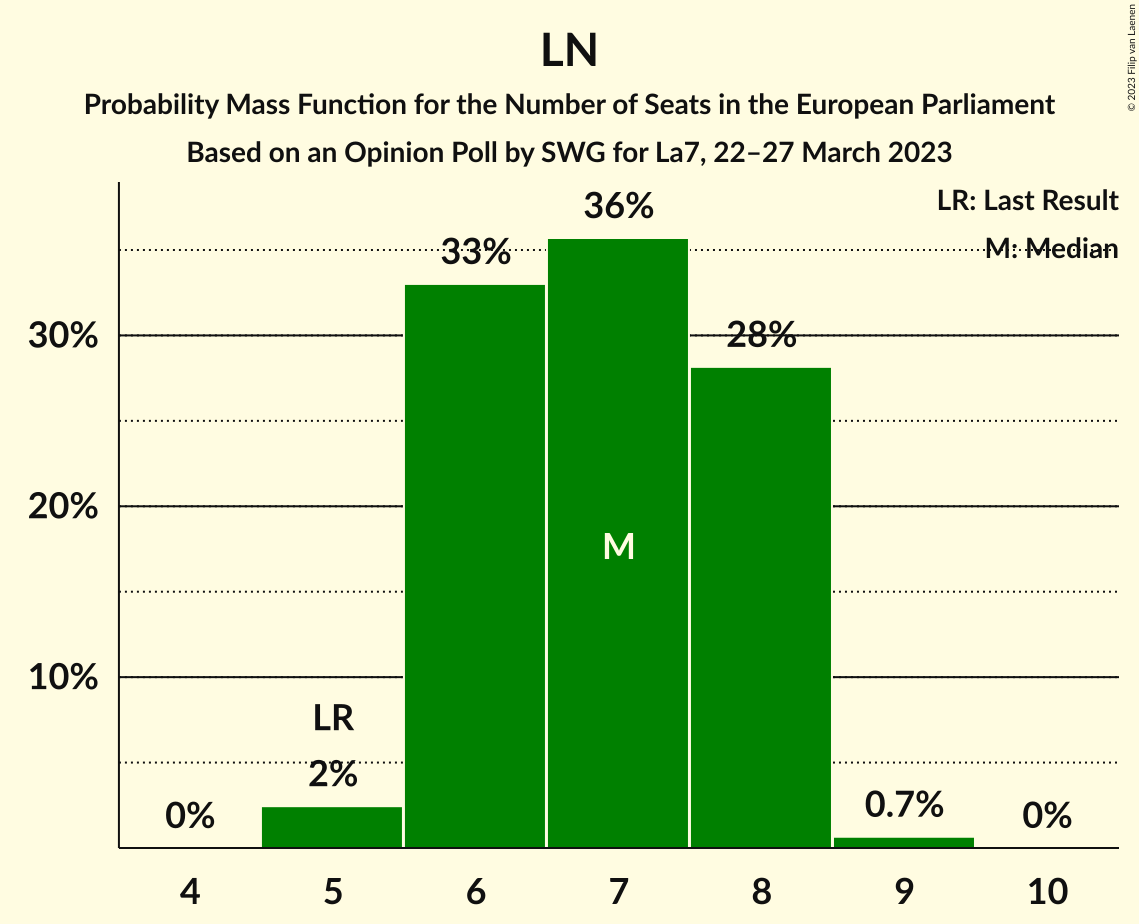 LN
Probability Mass Function for the Number of Seats in the European Parliament
Based on an Opinion Poll by SWG for La7, 22–27 March 2023
© 2023 Filip van Laenen
LR: Last Result
M: Median
36%
33%
28%
30%
20%
10%
M
LR
2%
0%
0.7%
0%
4 5 6 7 8 9 10